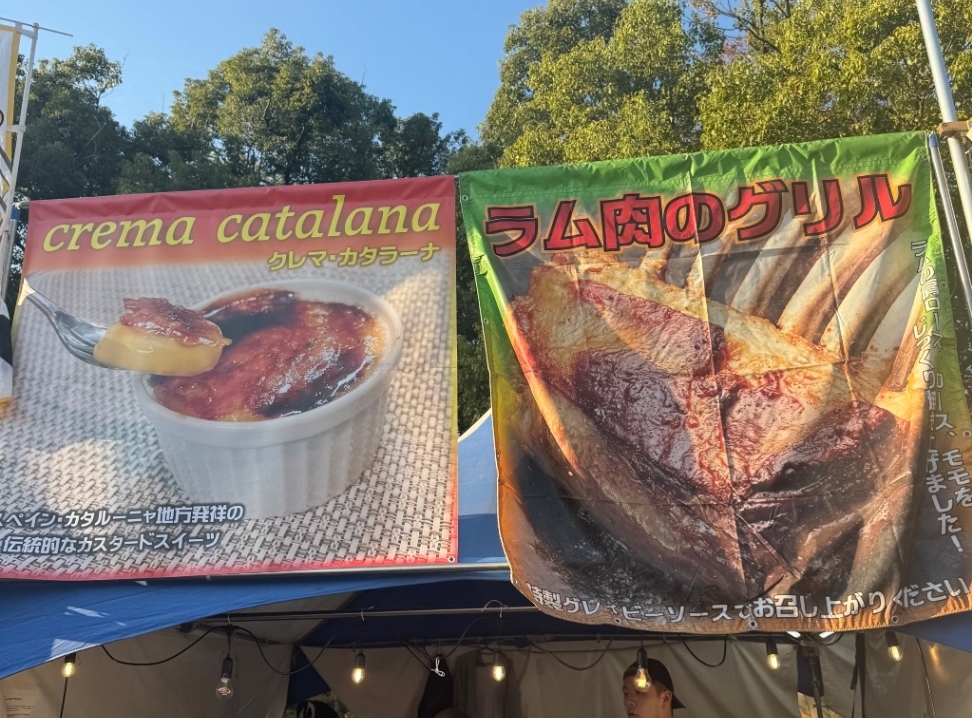 crema catalana
クレマ・カタラーナ
スペイン・カタルーニャ地方発祥の
伝統的なカスタードスイーツ
ラム肉のグリル
モモを
ました!
特製グレービーソースでお召し上がりください